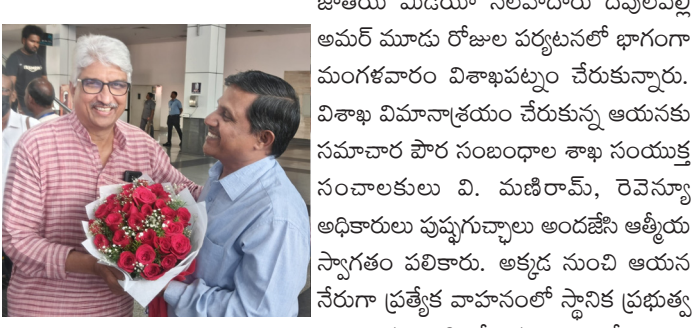 జాతీయ మీడియా సలహాదారు దేవులపల్లి
అమర్ మూడు రోజుల పర్యటనలో భాగంగా
మంగళవారం విశాఖపట్నం చేరుకున్నారు.
విశాఖ విమానాశ్రయం చేరుకున్న ఆయనకు
సమాచార పౌర సంబంధాల శాఖ సంయుక్త
సంచాలకులు వి. మణిరామ్, రెవెన్యూ
అధికారులు పుష్పగుచ్ఛాలు అందజేసి ఆత్మీయ
స్వాగతం పలికారు. అక్కడ నుంచి ఆయన
నేరుగా ప్రత్యేక వాహనంలో స్థానిక ప్రభుత్వ